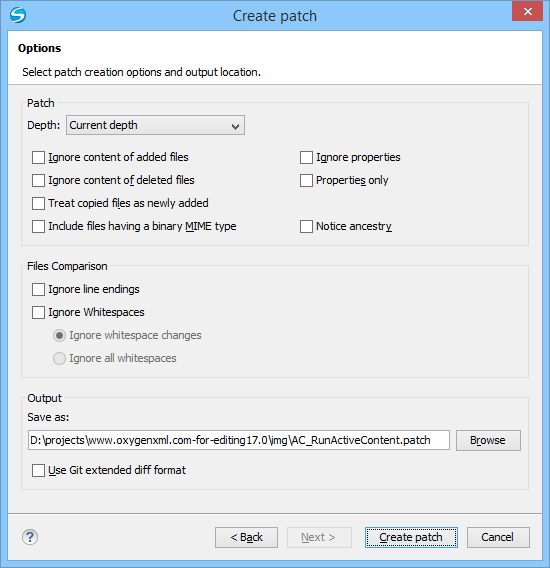 Create patch
Options
Select patch creation options and output location.
Patch
Depth: Current depth
Ignore content of added files
Ignore properties
Ignore content of deleted files
Properties only
Treat copied files as newly added
Include files having a binary MIME type
Notice ancestry
Files Comparison
Ignore line endings
Ignore Whitespaces
Ignore whitespace changes
Ignore all whitespaces
Output
Save as:
D:\projects\www.oxygenxml.com-for-editing17.0\img\AC_RunActiveContent.patch
Browse
Use Git extended diff format
? < Back Next > Create patch Cancel